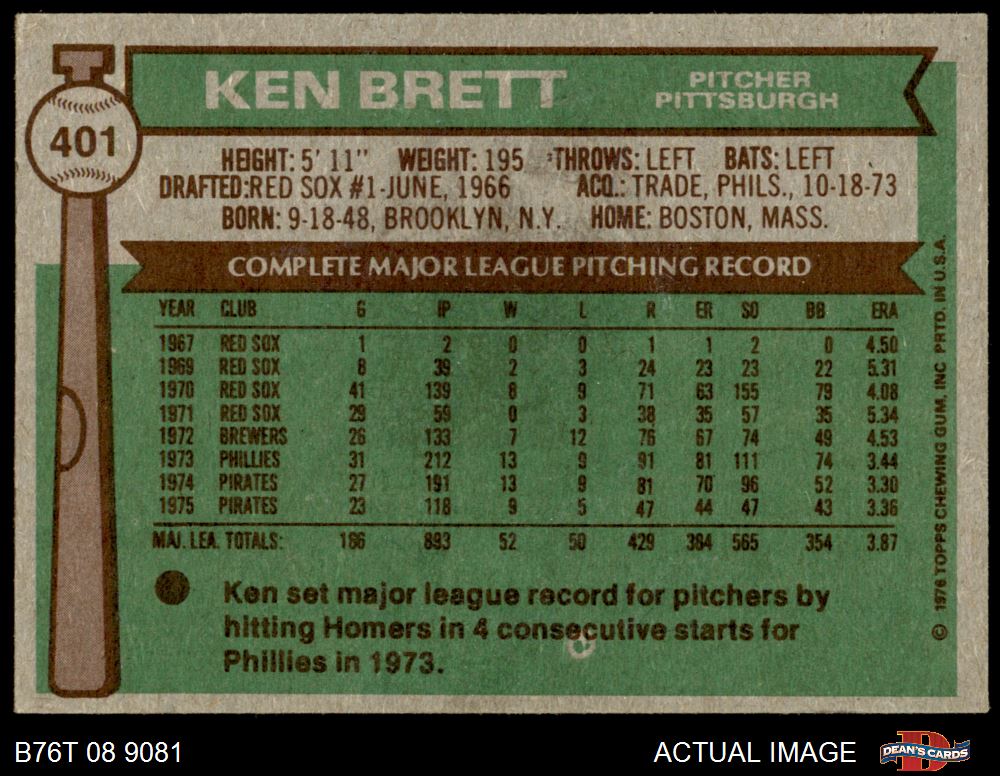 KEN BRETT
PITCHER
PITTSBURGH
401
HEIGHT: 5' 11" WEIGHT: 195 THROWS: LEFT BATS: LEFT
DRAFTED: RED SOX #1-JUNE, 1966 ACQ.: TRADE, PHILS., 10-18-73
BORN: 9-18-48, BROOKLYN, N.Y. HOME: BOSTON, MASS.
COMPLETE MAJOR LEAGUE PITCHING RECORD
YEAR CLUB G IP W L R ER SO BB ERA
1967 RED SOX 1 2 0 0 1 1 2 0 4.50
1969 RED SOX 8 39 2 3 24 23 23 22 5.31
1970 RED SOX 41 139 8 9 71 63 155 79 4.08
1971 RED SOX 29 59 0 3 38 35 57 35 5.34
1972 BREWERS 26 133 7 12 76 67 74 49 4.53
1973 PHILLIES 31 212 13 9 91 81 111 74 3.44
1974 PIRATES 27 191 13 9 81 70 96 52 3.30
1975 PIRATES 23 118 9 5 47 44 47 43 3.36
MAJ. LEA. TOTALS: 186 893 52 50 429 384 565 354 3.87
Ken set major league record for pitchers by
hitting Homers in 4 consecutive starts for
Phillies in 1973.
© 1976 TOPPS CHEWING GUM, INC PRTD. IN U.S.A.
B76T 08 9081
ACTUAL IMAGE
D
DEAN'S CARDS